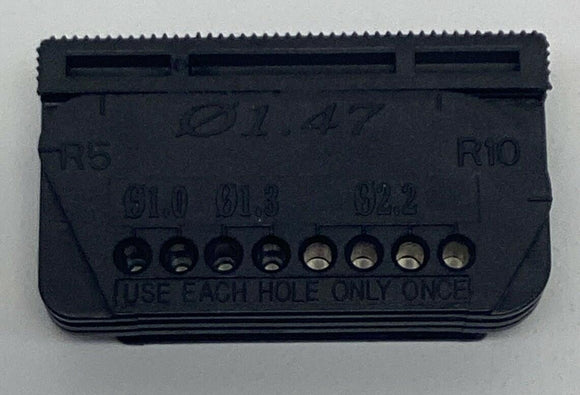 Ø1.47
R5 R10
Ø1.0 Ø1.3 Ø2.2
USE EACH HOLE ONLY ONCE